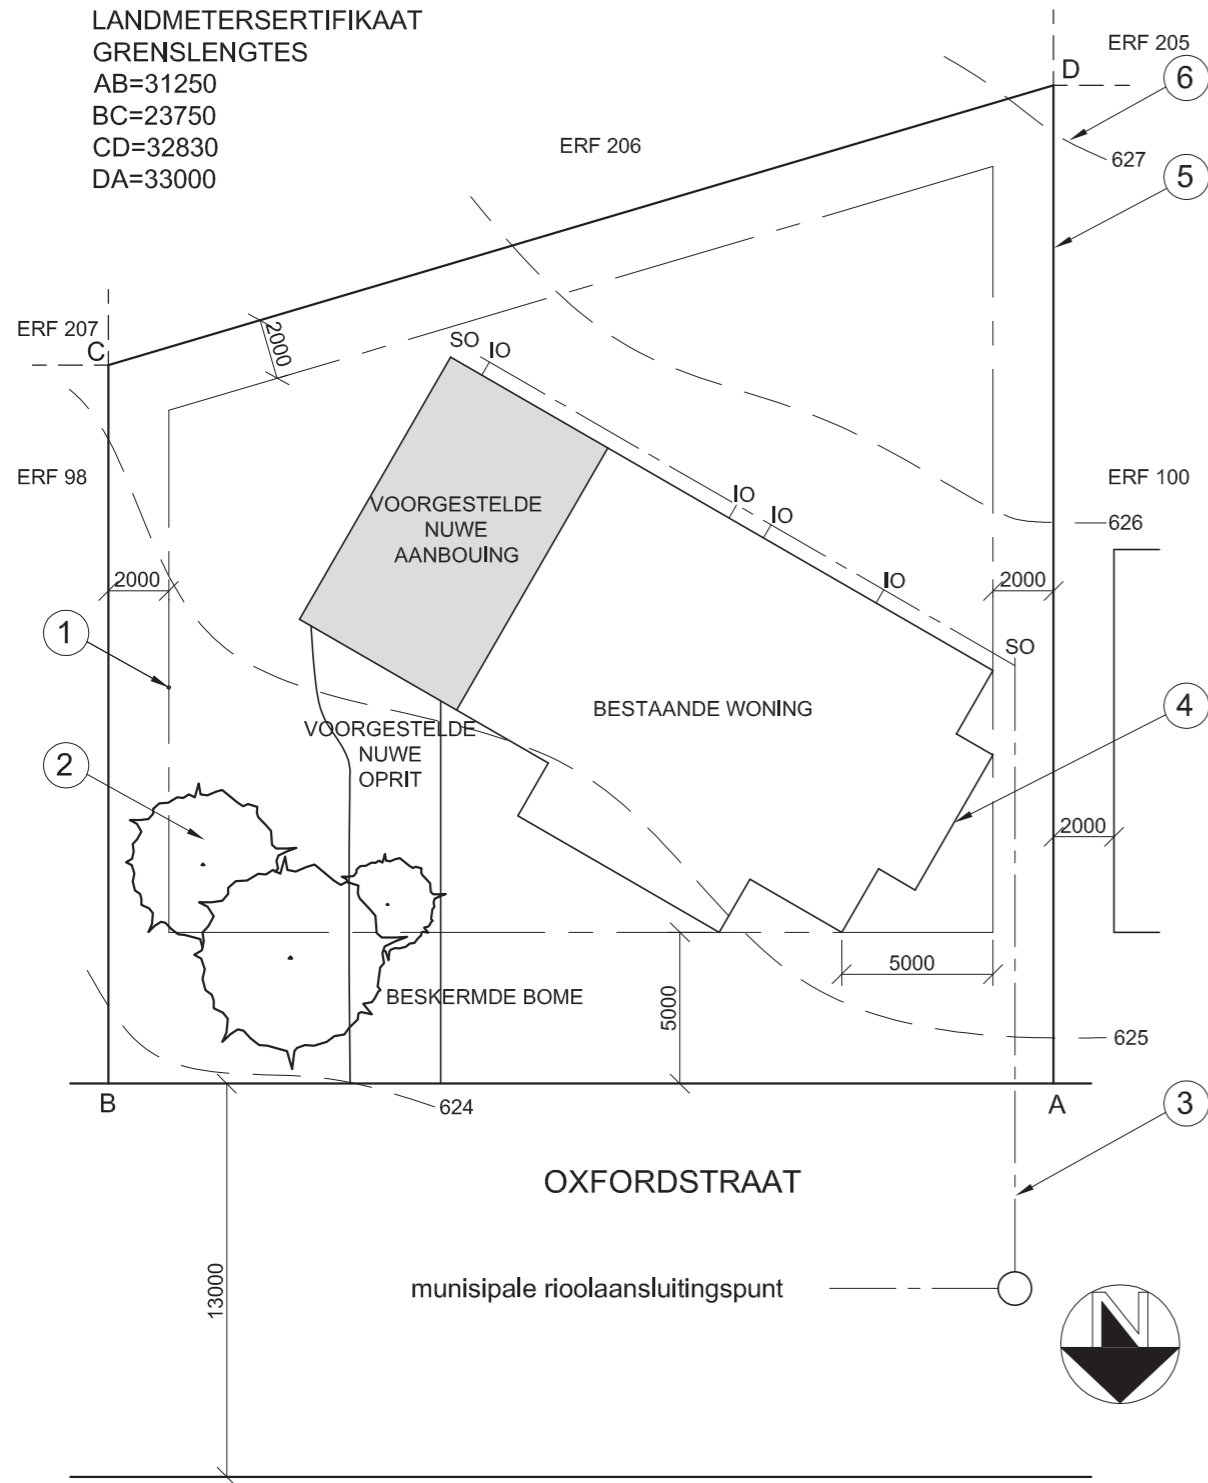 LANDMETERSERTIFIKAAT
GRENSLENGTES
AB=31250
BC=23750
CD=32830
DA=33000
ERF 205
D
6
ERF 206
627
5
ERF 207
C
2000
SO
IO
ERF 98
ERF 100
VOORGESTELDE
NUWE
AANBOUING
IO
IO
626
2000
IO
2000
1
SO
BESTAANDE WONING
4
VOORGESTELDE
NUWE
OPRIT
2
2000
5000
BESKERMDE BOME
5000
625
B
624
A
3
OXFORDSTRAAT
munisipale rioolaansluitingspunt
13000
N